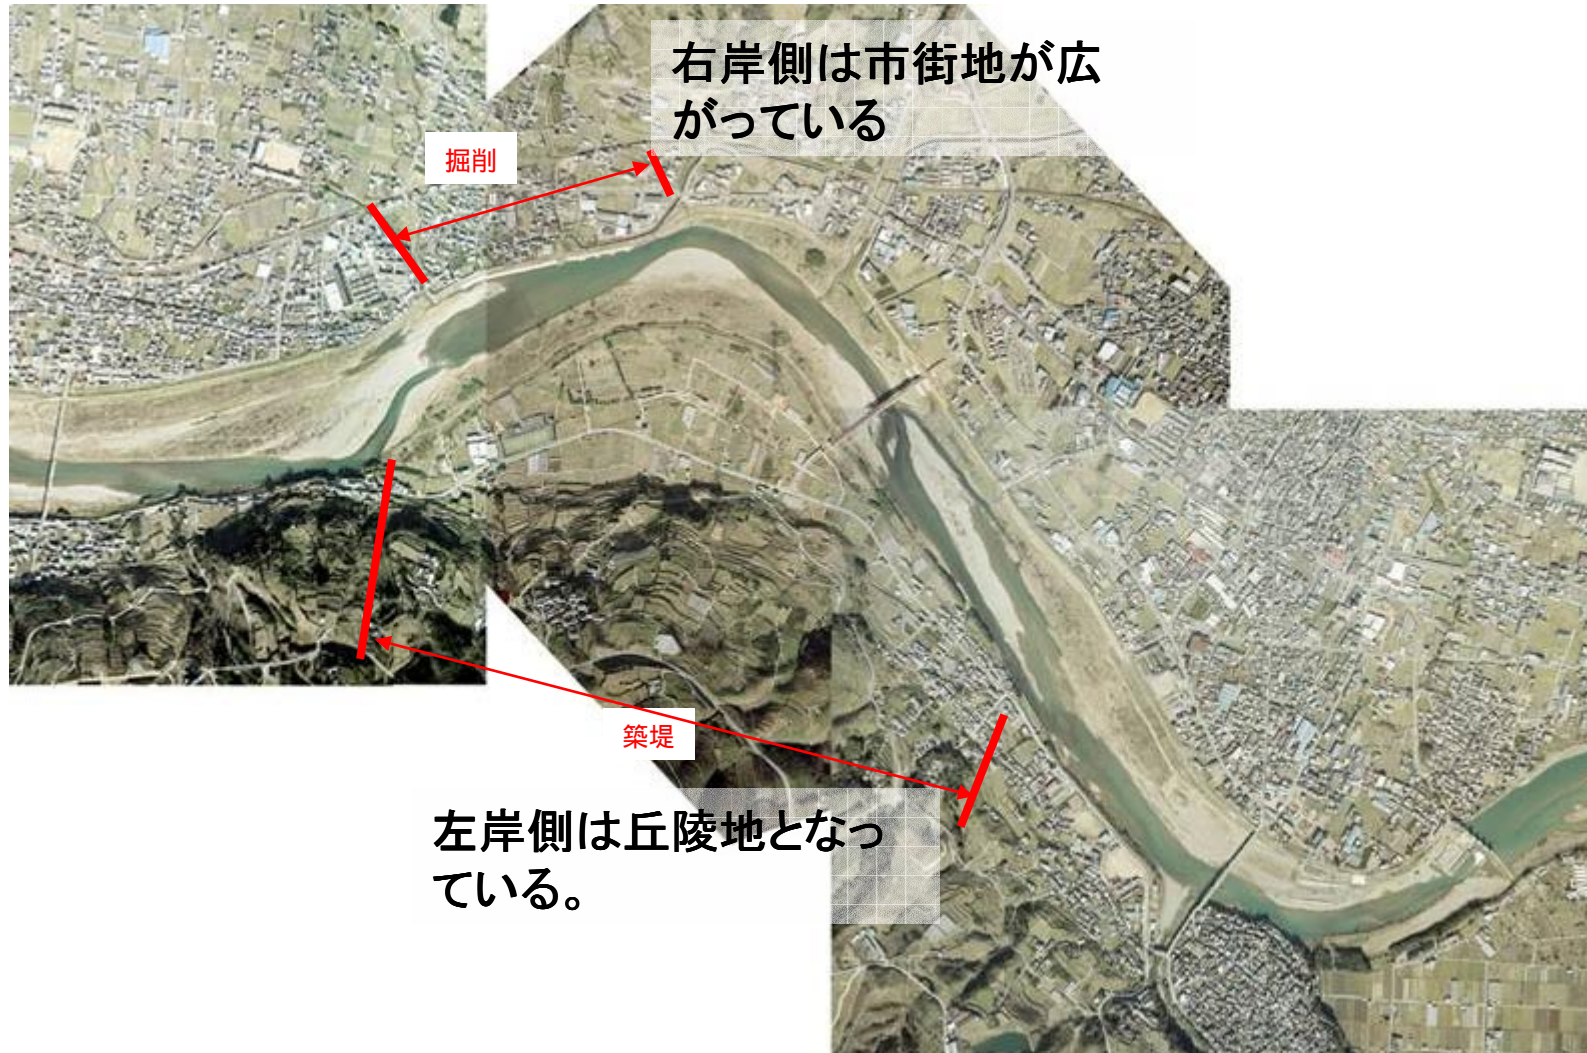 右岸側は市街地が広
がっている
掘削
築堤
左岸側は丘陵地となっ
ている。